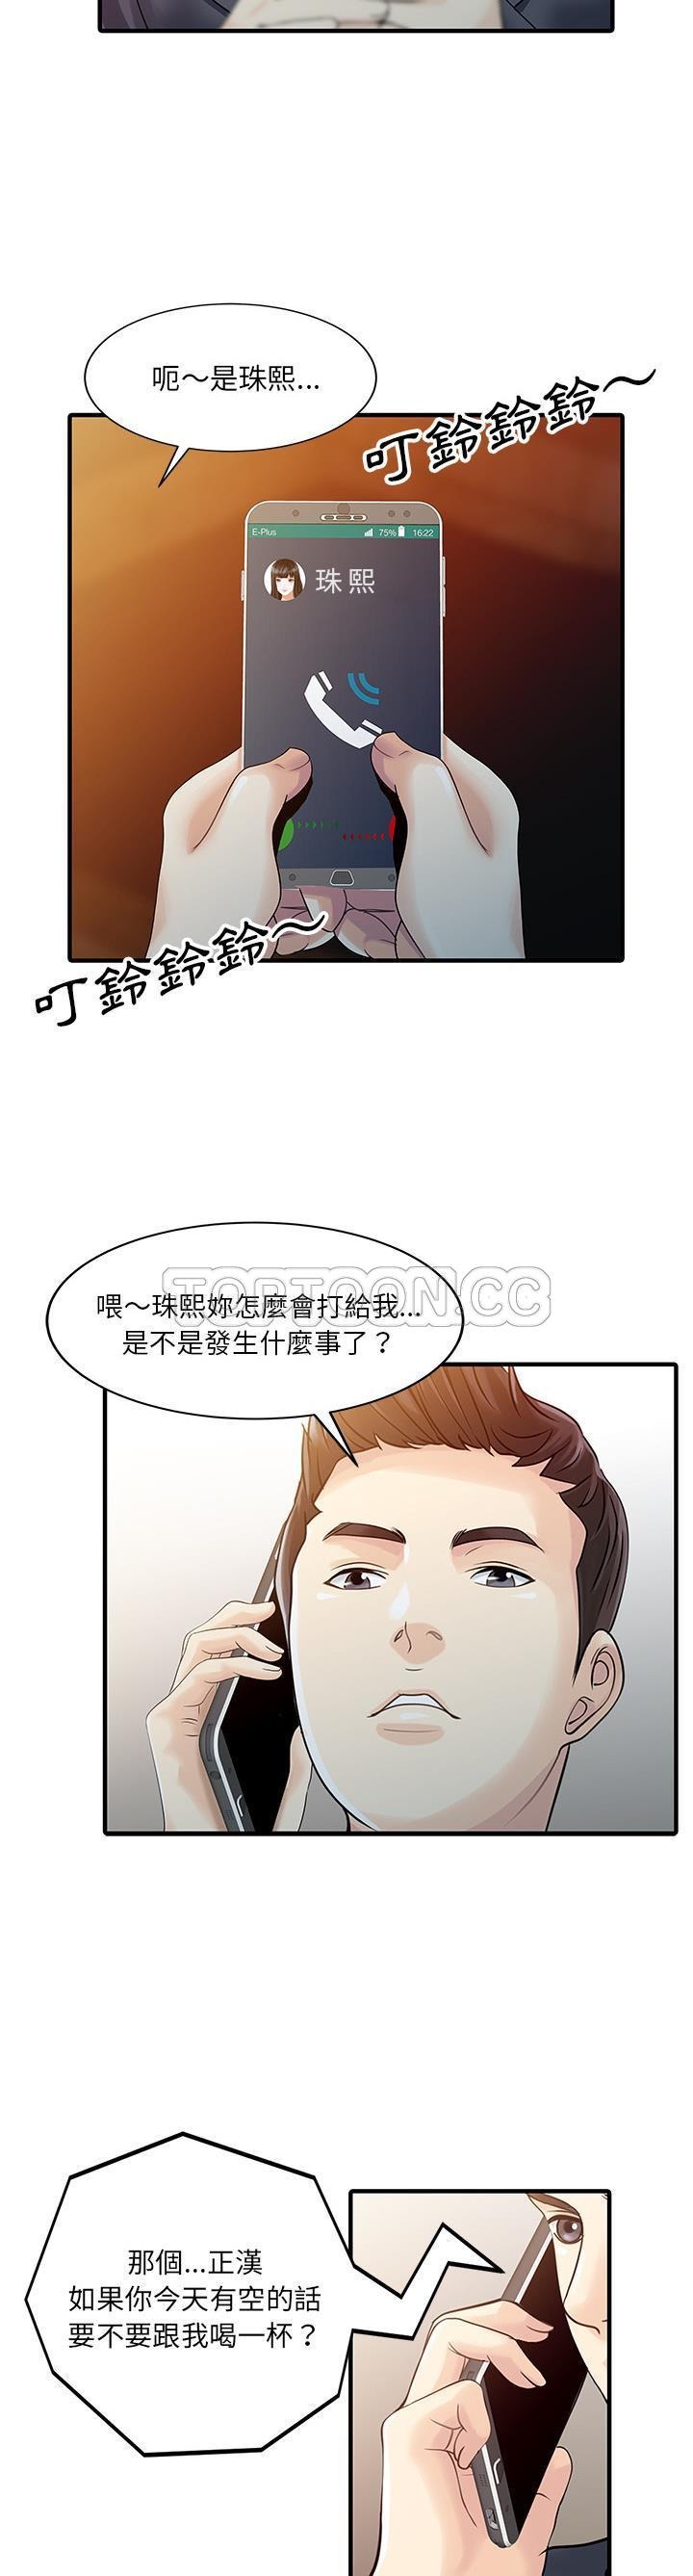 呃～是珠熙...
叮鈴鈴鈴～
E-Plus 75% 16:22
珠熙
叮鈴鈴鈴～
TOPTOON.CC
喂～珠熙妳怎麼會打給我...
是不是發生什麼事了？
那個...正漢
如果你今天有空的話
要不要跟我喝一杯？